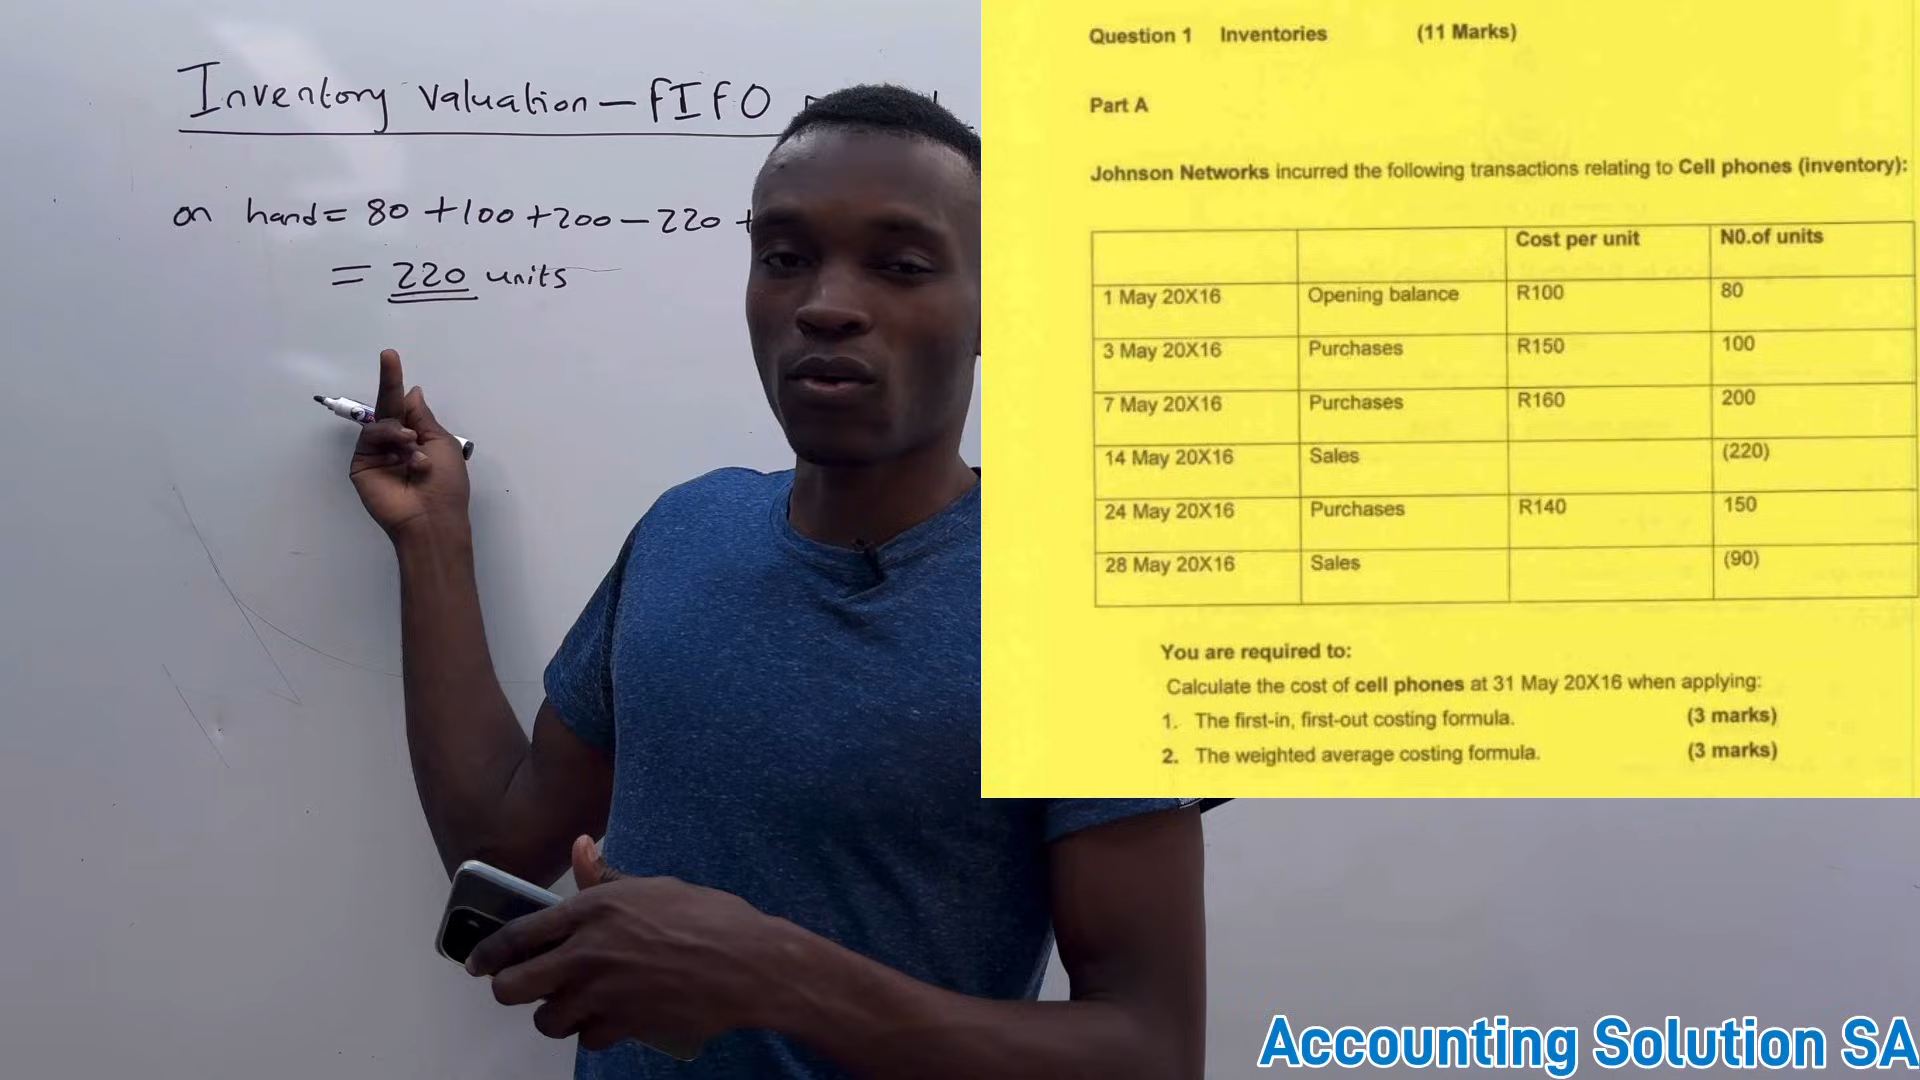 Inventory Valuation — FIFO
on hand = 80 + 100 + 200 — 220 +
= 220 units
Question 1 Inventories (11 Marks)
Part A
Johnson Networks incurred the following transactions relating to Cell phones (inventory):
Cost per unit N0.of units
1 May 20X16 Opening balance R100 80
3 May 20X16 Purchases R150 100
7 May 20X16 Purchases R160 200
14 May 20X16 Sales (220)
24 May 20X16 Purchases R140 150
28 May 20X16 Sales (90)
You are required to:
Calculate the cost of cell phones at 31 May 20X16 when applying:
1. The first-in, first-out costing formula. (3 marks)
2. The weighted average costing formula. (3 marks)
Accounting Solution SA